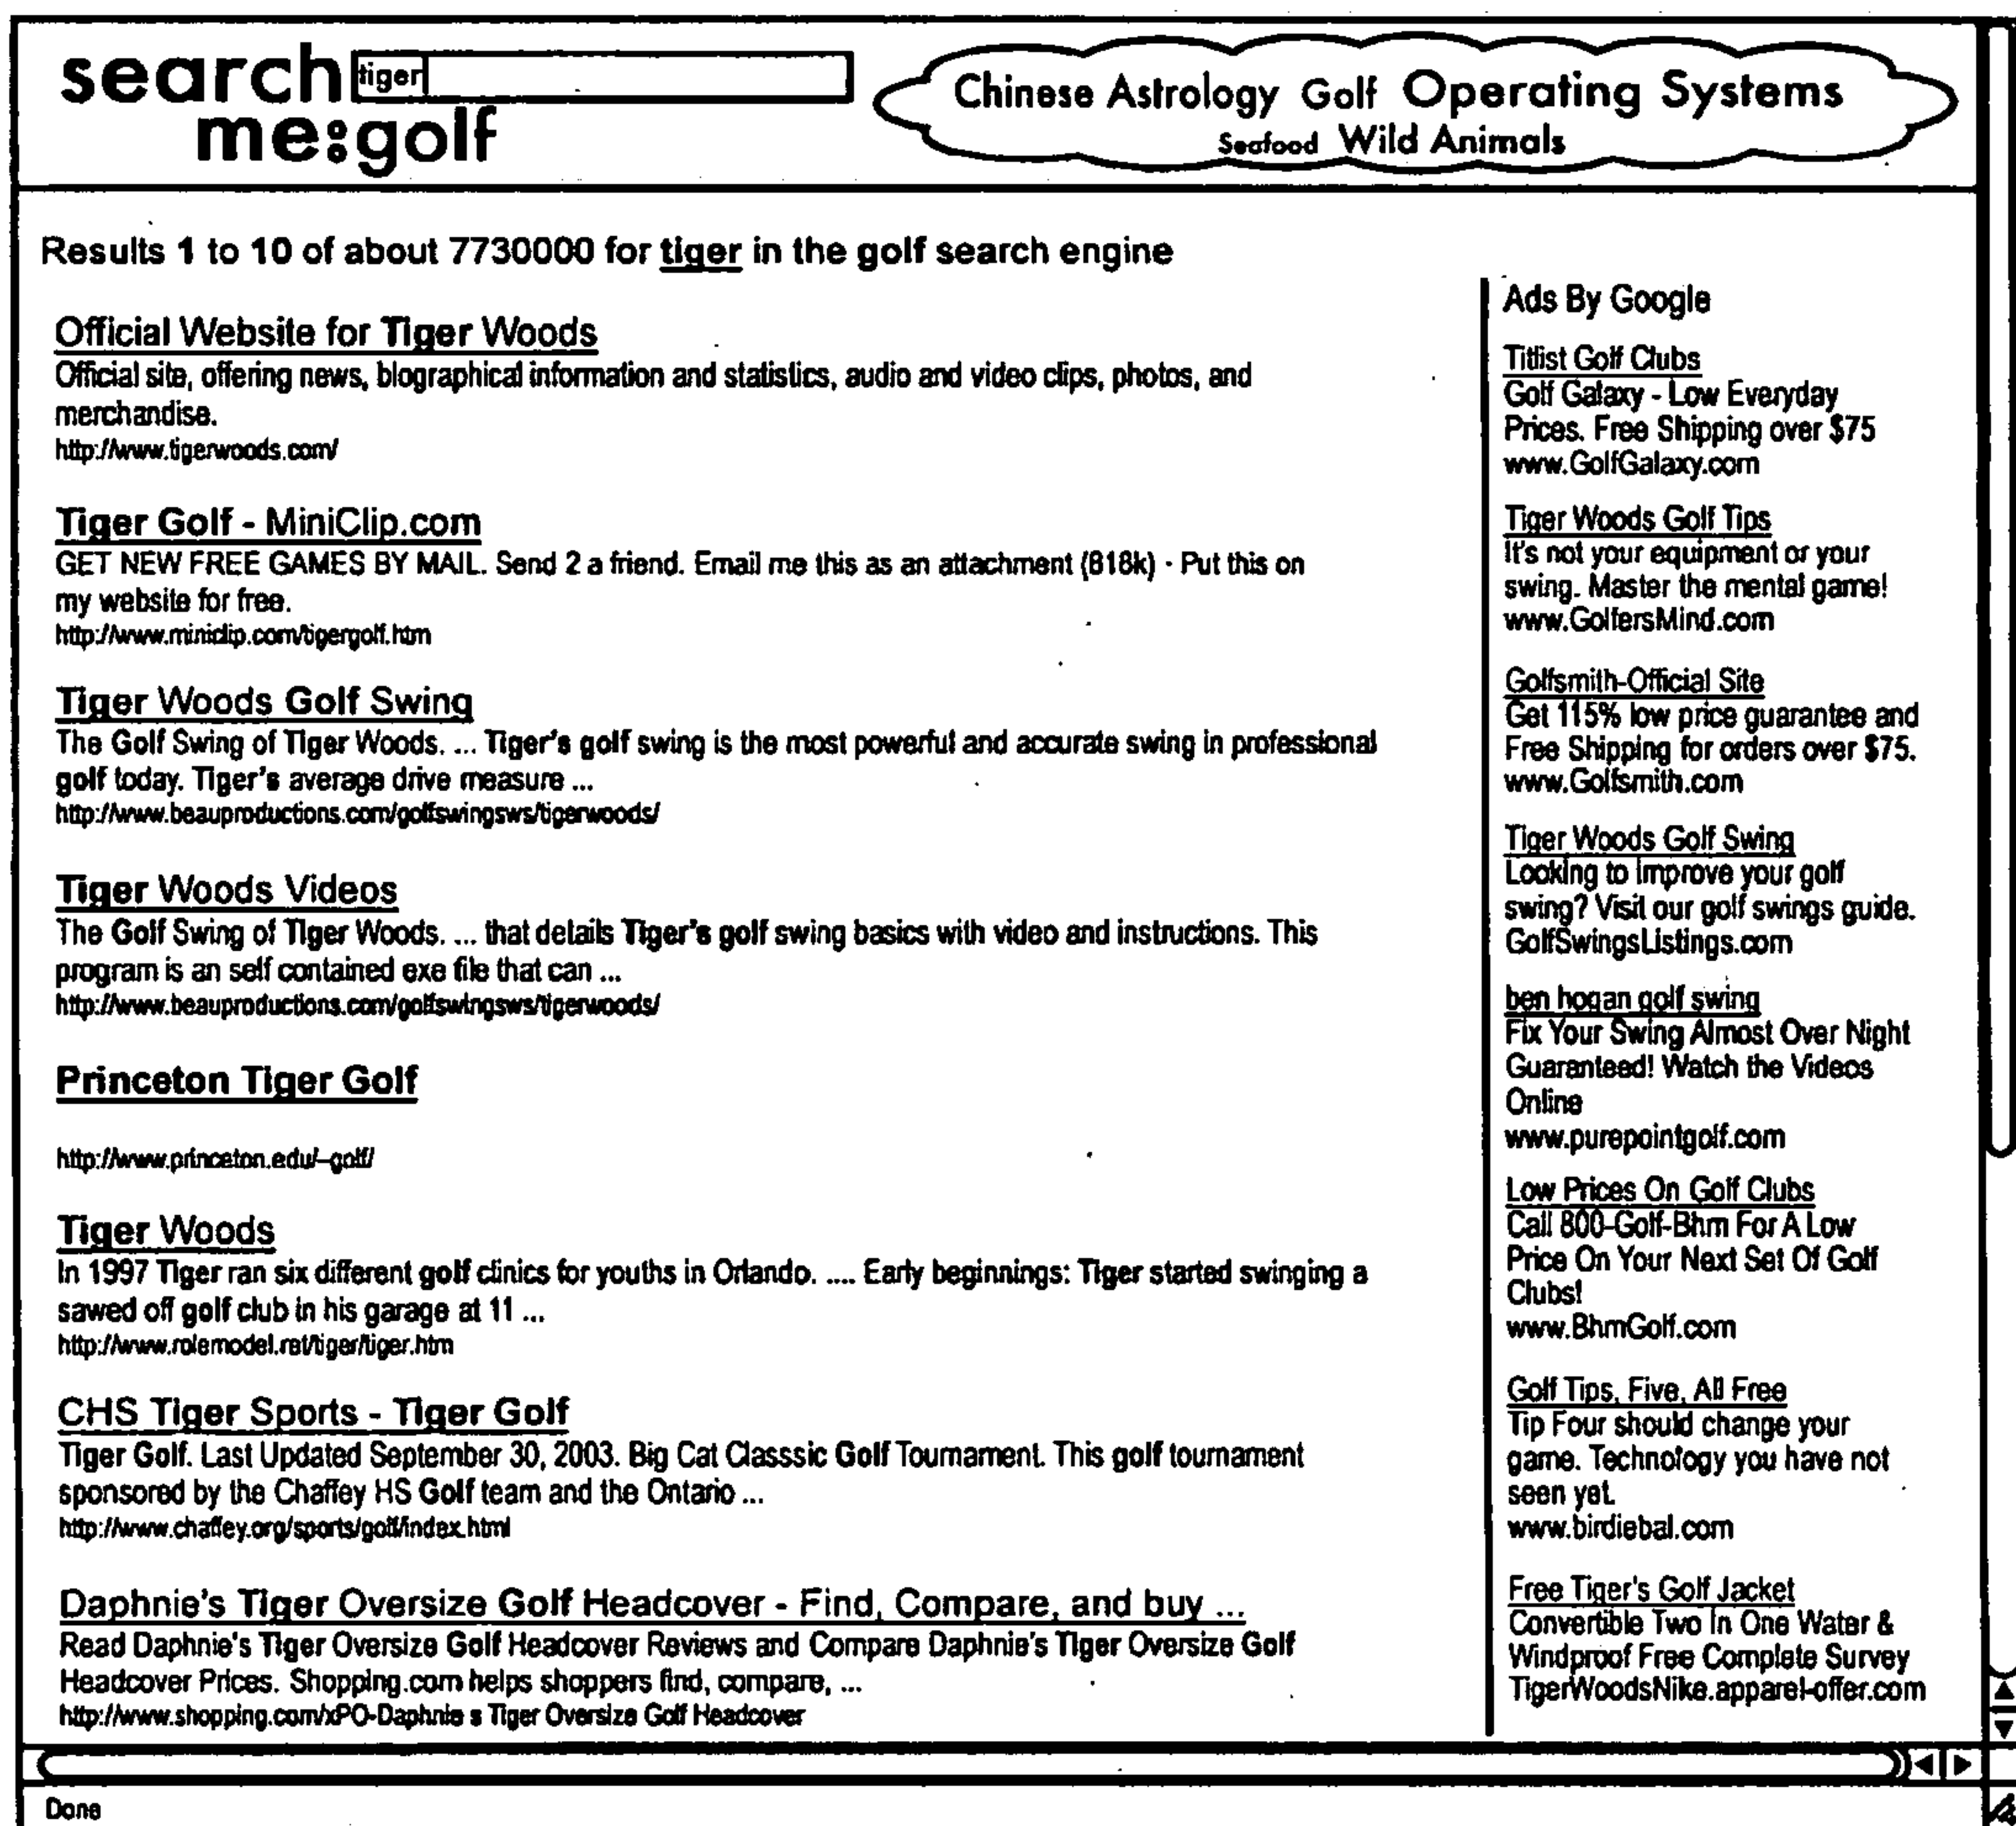 search tiger
me:golf
Chinese Astrology Golf Operating Systems
Seafood Wild Animals
Results 1 to 10 of about 7730000 for tiger in the golf search engine
Official Website for Tiger Woods
Official site, offering news, biographical information and statistics, audio and video clips, photos, and
merchandise.
http://www.tigerwoods.com/
Tiger Golf - MiniClip.com
GET NEW FREE GAMES BY MAIL. Send 2 a friend. Email me this as an attachment (818k) - Put this on
my website for free.
http://www.miniclip.com/tigergolf.htm
Tiger Woods Golf Swing
The Golf Swing of Tiger Woods. ... Tiger's golf swing is the most powerful and accurate swing in professional
golf today. Tiger's average drive measure ...
http://www.beauproductions.com/golfswingsws/tigerwoods/
Tiger Woods Videos
The Golf Swing of Tiger Woods. ... that details Tiger's golf swing basics with video and instructions. This
program is an self contained exe file that can ...
http://www.beauproductions.com/golfswingsws/tigerwoods/
Princeton Tiger Golf
http://www.princeton.edu/~golf/
Tiger Woods
In 1997 Tiger ran six different golf clinics for youths in Orlando. .... Early beginnings: Tiger started swinging a
sawed off golf club in his garage at 11 ...
http://www.rolemodel.net/tiger/tiger.htm
CHS Tiger Sports - Tiger Golf
Tiger Golf. Last Updated September 30, 2003. Big Cat Classsic Golf Tournament. This golf tournament
sponsored by the Chaffey HS Golf team and the Ontario ...
http://www.chaffey.org/sports/golf/index.html
Daphnie's Tiger Oversize Golf Headcover - Find, Compare, and buy ...
Read Daphnie's Tiger Oversize Golf Headcover Reviews and Compare Daphnie's Tiger Oversize Golf
Headcover Prices. Shopping.com helps shoppers find, compare, ...
http://www.shopping.com/xPO-Daphnie s Tiger Oversize Golf Headcover
Ads By Google
Titlist Golf Clubs
Golf Galaxy - Low Everyday
Prices. Free Shipping over $75
www.GolfGalaxy.com
Tiger Woods Golf Tips
It's not your equipment or your
swing. Master the mental game!
www.GolfersMind.com
Golfsmith-Official Site
Get 115% low price guarantee and
Free Shipping for orders over $75.
www.Golfsmith.com
Tiger Woods Golf Swing
Looking to improve your golf
swing? Visit our golf swings guide.
GolfSwingsListings.com
ben hogan golf swing
Fix Your Swing Almost Over Night
Guaranteed! Watch the Videos
Online
www.purepointgolf.com
Low Prices On Golf Clubs
Call 800-Golf-Bhm For A Low
Price On Your Next Set Of Golf
Clubs!
www.BhmGolf.com
Golf Tips, Five, All Free
Tip Four should change your
game. Technology you have not
seen yet.
www.birdiebal.com
Free Tiger's Golf Jacket
Convertible Two In One Water &
Windproof Free Complete Survey
TigerWoodsNike.apparel-offer.com
Done